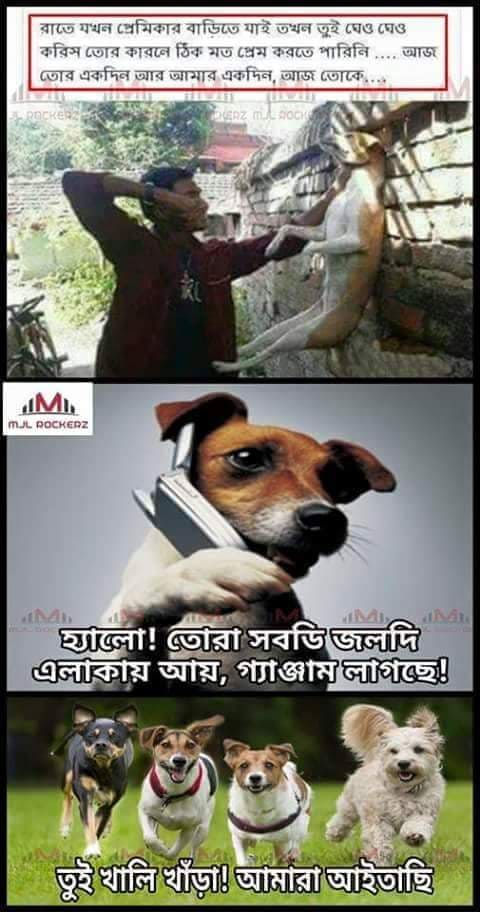 রাতে যখন প্রেমিকার বাড়িতে যাই তখন তুই ঘেও ঘেও
করিস তোর কারনে ঠিক মত প্রেম করতে পারিনি .... আজ
তোর একদিন আর আমার একদিন, আজ তোকে....
MJL ROCKERZ
হ্যালো! তোরা সবডি জলদি
এলাকায় আয়, গ্যাঞ্জাম লাগছে!
তুই খালি খাঁড়া! আমারা আইতাছি